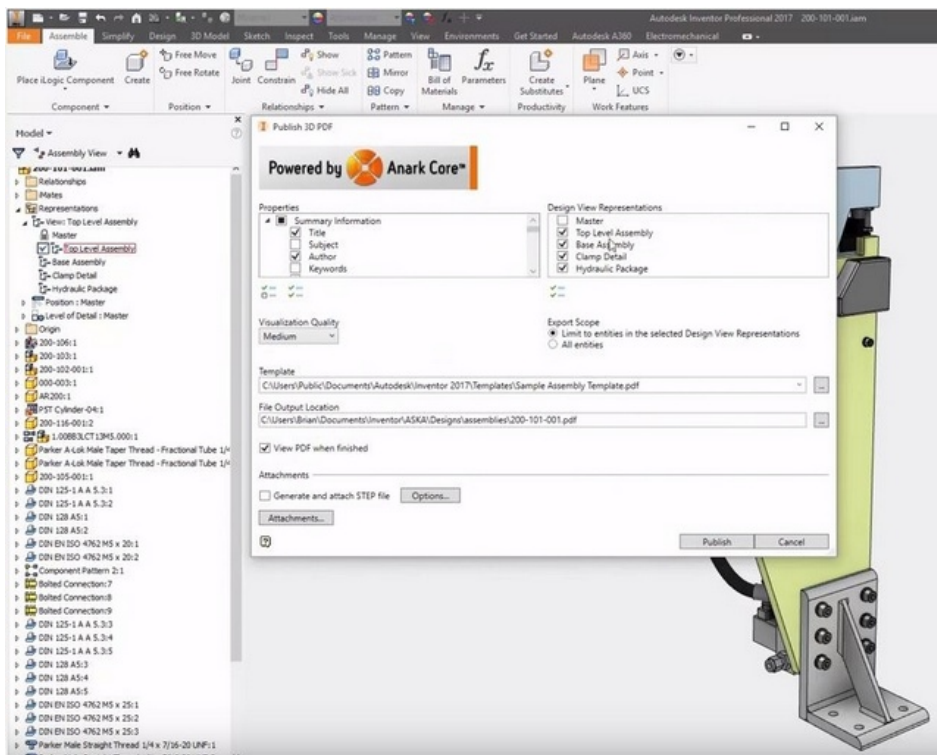 Autodesk Inventor Professional 2017 200-101-001.iam
File Assemble Simplify Design 3D Model Sketch Inspect Tools Manage View Environments Get Started Autodesk A360 Electromechanical
Free Move Show Pattern Axis
Free Rotate Show Sick Mirror Point
Place iLogic Component Create Joint Constrain Hide All Copy Bill of Materials Parameters Create Substitutes Plane UCS
Component Position Relationships Pattern Manage Productivity Work Features
Model
Assembly View
200-101-001.iam
Relationships
iMates
Representations
View: Top Level Assembly
Master
Top Level Assembly
Base Assembly
Clamp Detail
Hydraulic Package
Position : Master
Level of Detail : Master
Origin
200-106:1
200-103:1
200-102-001:1
000-003:1
AR200:1
PST Cylinder-04:1
200-116-001:2
1.00BB3LCT13M5.000:1
Parker A-Lok Male Taper Thread - Fractional Tube 1/4
Parker A-Lok Male Taper Thread - Fractional Tube 1/4
200-105-001:1
DIN 125-1 A A 5.3:1
DIN 125-1 A A 5.3:2
DIN 128 A5:1
DIN 128 A5:2
DIN EN ISO 4762 M5 x 20:1
DIN EN ISO 4762 M5 x 20:2
Component Pattern 2:1
Bolted Connection:7
Bolted Connection:8
Bolted Connection:9
DIN 125-1 A A 5.3:3
DIN 125-1 A A 5.3:4
DIN 125-1 A A 5.3:5
DIN 128 A5:3
DIN 128 A5:4
DIN 128 A5:5
DIN EN ISO 4762 M5 x 25:1
DIN EN ISO 4762 M5 x 25:2
DIN EN ISO 4762 M5 x 25:3
Parker Male Straight Thread 1/4 x 7/16-20 UNF:1
Publish 3D PDF
Powered by Anark Core™
Properties
Summary Information
Title
Subject
Author
Keywords
Design View Representations
Master
Top Level Assembly
Base Assembly
Clamp Detail
Hydraulic Package
Visualization Quality
Medium
Export Scope
Limit to entities in the selected Design View Representations
All entities
Template
C:\Users\Public\Documents\Autodesk\Inventor 2017\Templates\Sample Assembly Template.pdf
...
File Output Location
C:\Users\Brian\Documents\Inventor\ASKA\Designs\assemblies\200-101-001.pdf
...
View PDF when finished
Attachments
Generate and attach STEP file Options...
Attachments...
Publish Cancel